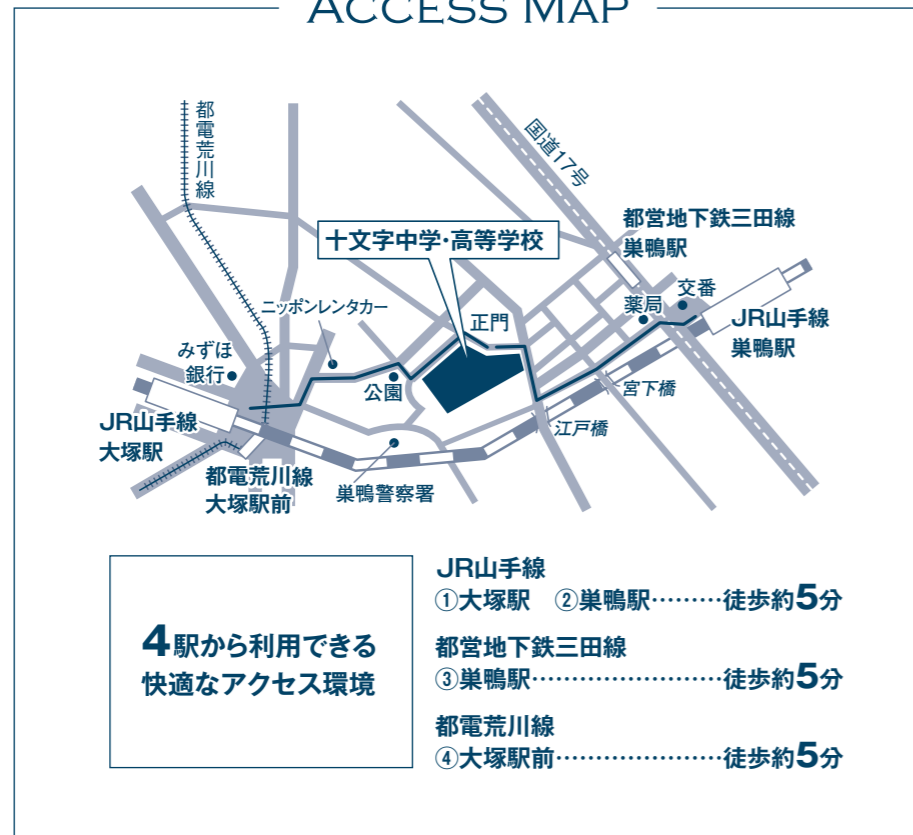 ACCESS MAP
都電荒川線
国道17号
都営地下鉄三田線
巣鴨駅
十文字中学・高等学校
ニッポンレンタカー
正門
薬局
交番
JR山手線
巣鴨駅
みずほ
銀行
公園
宮下橋
江戸橋
JR山手線
大塚駅
都電荒川線
大塚駅前
巣鴨警察署
4駅から利用できる
快適なアクセス環境
JR山手線
①大塚駅 ②巣鴨駅………徒歩約5分
都営地下鉄三田線
③巣鴨駅…………………徒歩約5分
都電荒川線
④大塚駅前………………徒歩約5分